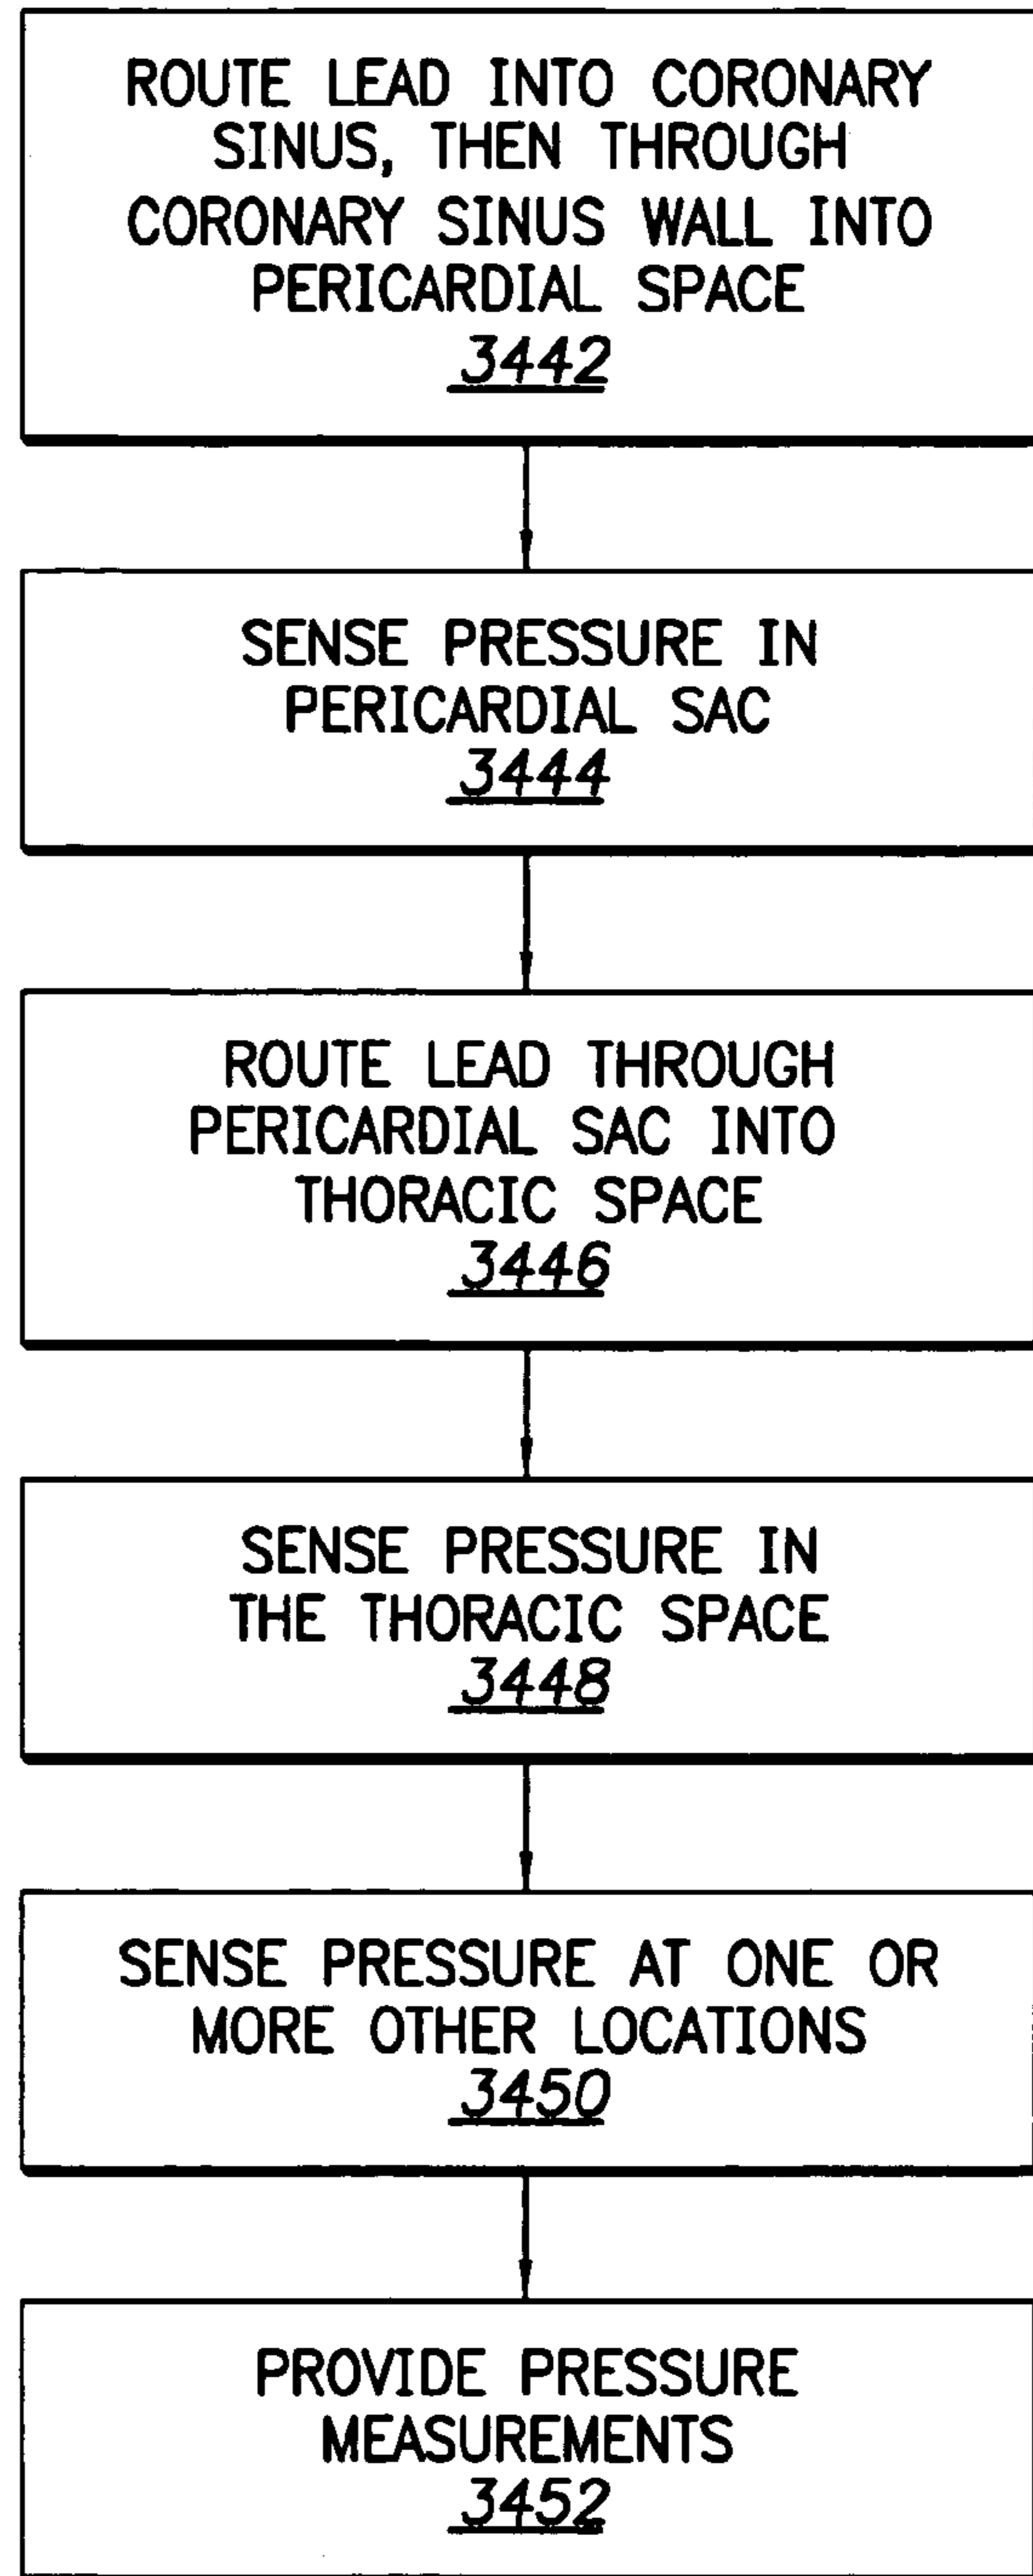 ROUTE LEAD INTO CORONARY
SINUS, THEN THROUGH
CORONARY SINUS WALL INTO
PERICARDIAL SPACE
3442
SENSE PRESSURE IN
PERICARDIAL SAC
3444
ROUTE LEAD THROUGH
PERICARDIAL SAC INTO
THORACIC SPACE
3446
SENSE PRESSURE IN
THE THORACIC SPACE
3448
SENSE PRESSURE AT ONE OR
MORE OTHER LOCATIONS
3450
PROVIDE PRESSURE
MEASUREMENTS
3452